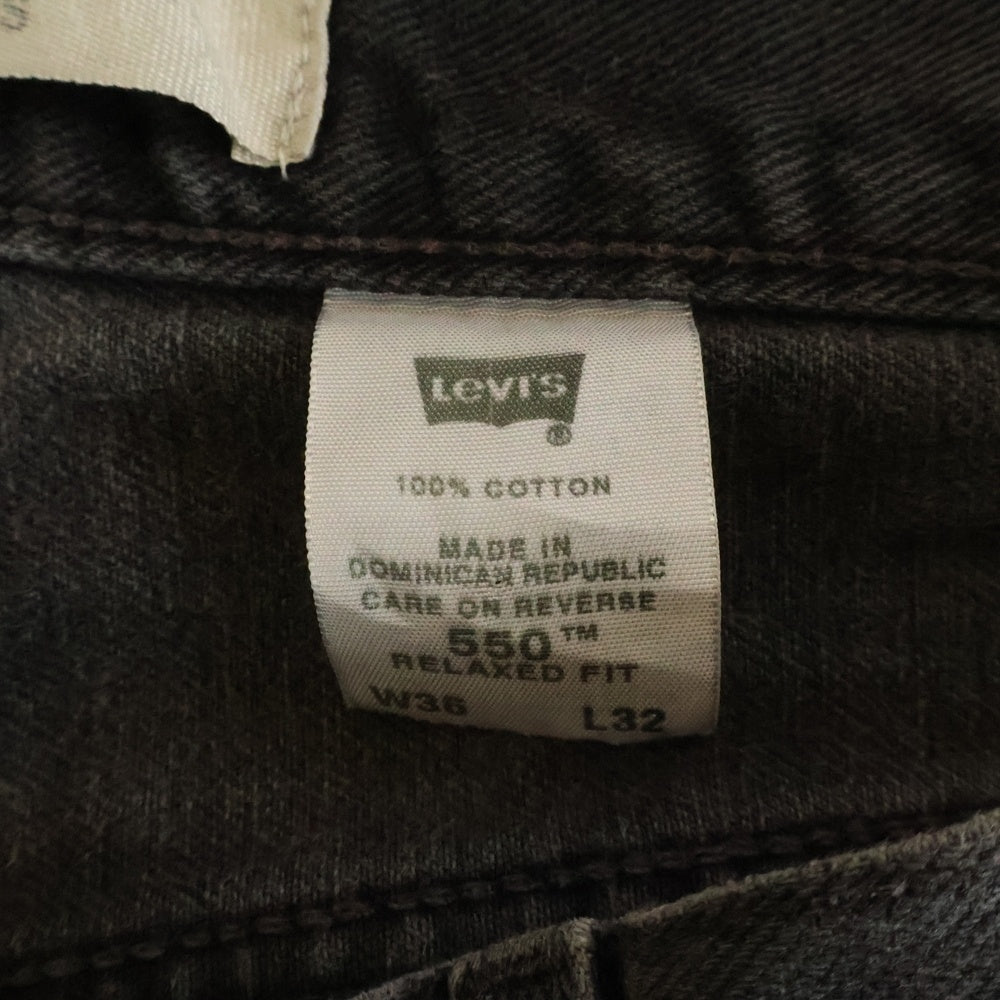 Levi's
®
100% COTTON
MADE IN
DOMINICAN REPUBLIC
CARE ON REVERSE
550™
RELAXED FIT
W36 L32